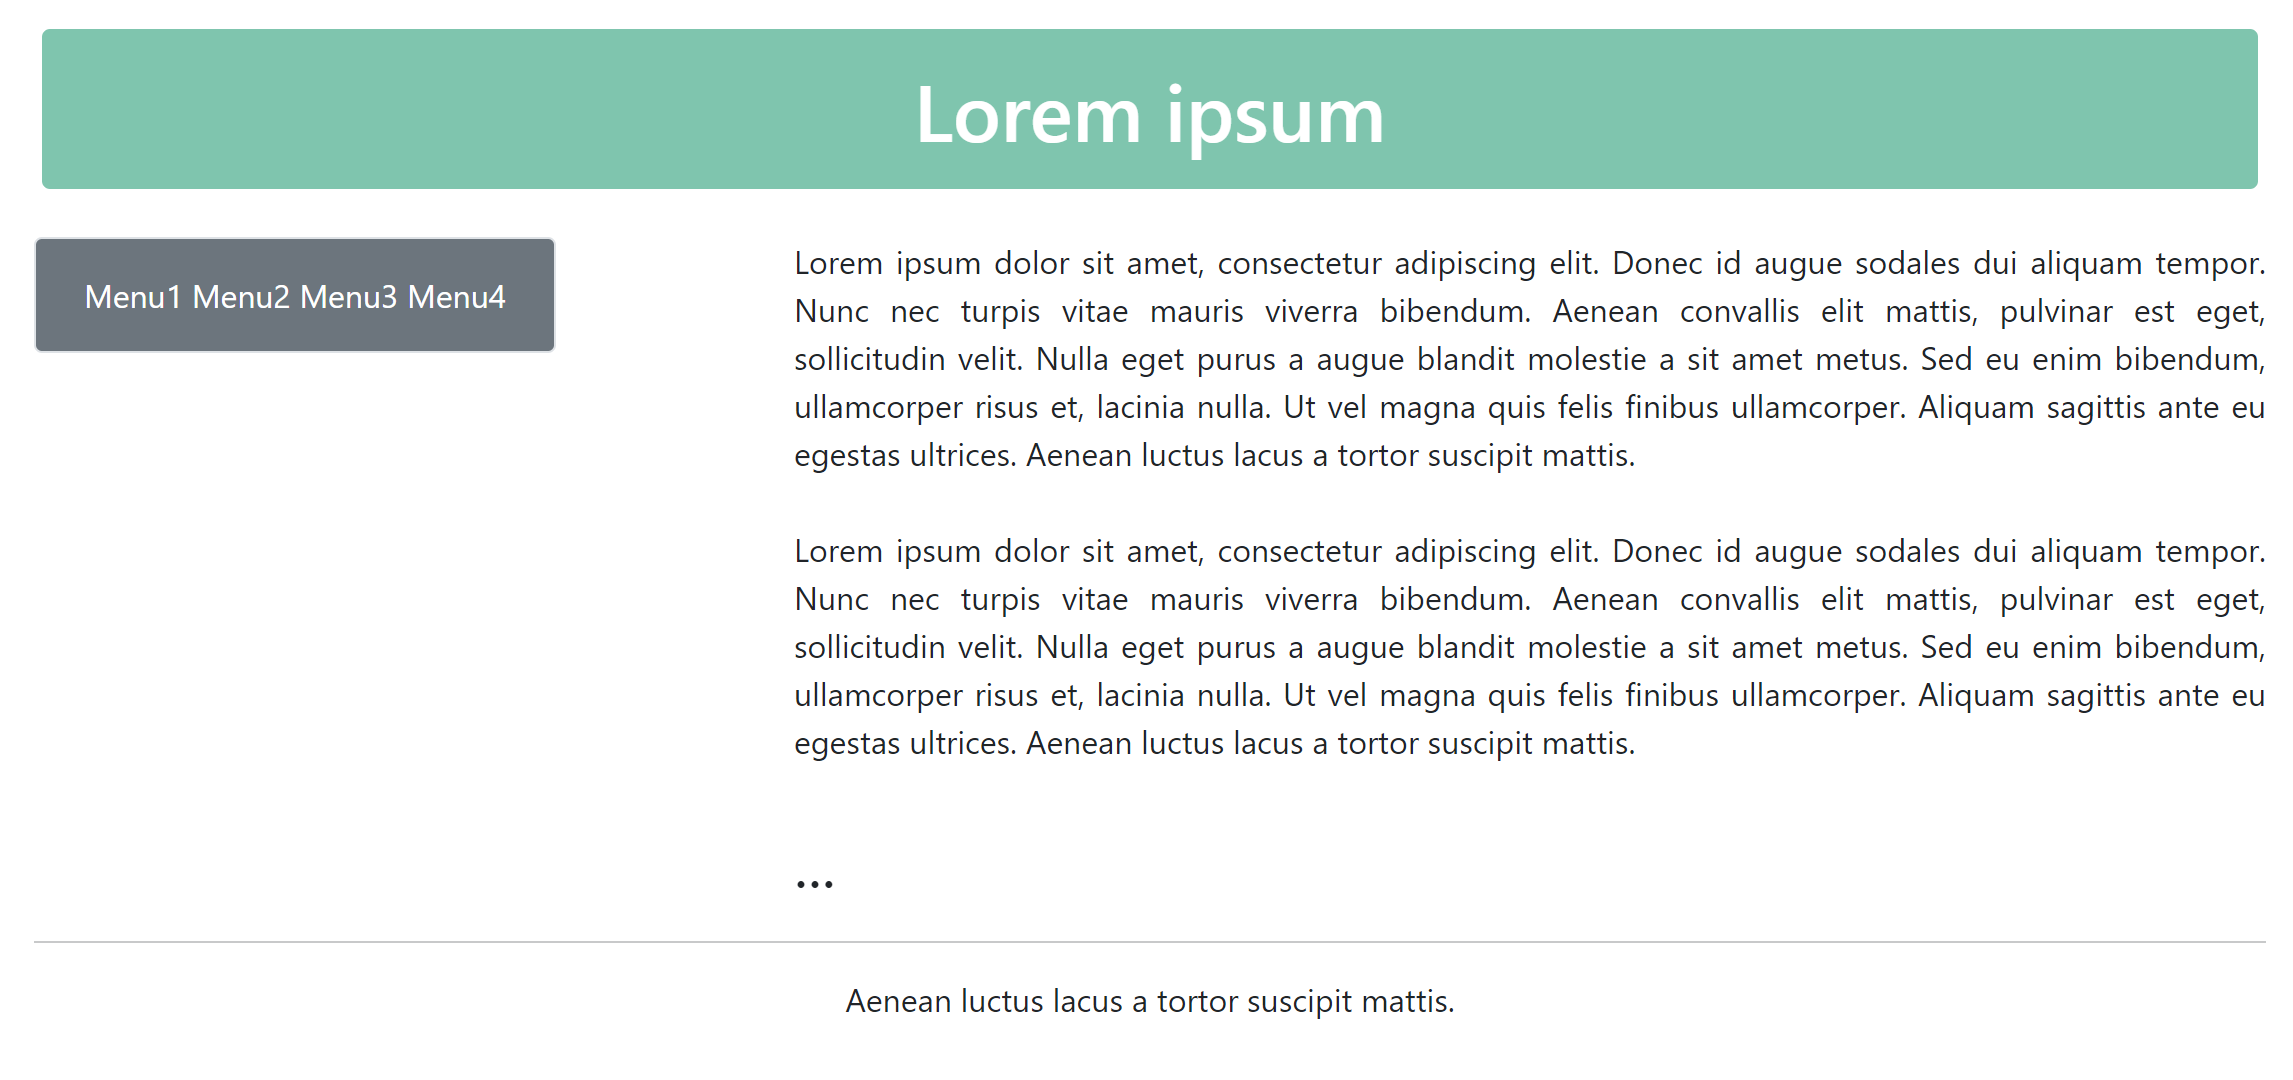 Lorem ipsum
Menu1 Menu2 Menu3 Menu4
Lorem ipsum dolor sit amet, consectetur adipiscing elit. Donec id augue sodales dui aliquam tempor.
Nunc nec turpis vitae mauris viverra bibendum. Aenean convallis elit mattis, pulvinar est eget,
sollicitudin velit. Nulla eget purus a augue blandit molestie a sit amet metus. Sed eu enim bibendum,
ullamcorper risus et, lacinia nulla. Ut vel magna quis felis finibus ullamcorper. Aliquam sagittis ante eu
egestas ultrices. Aenean luctus lacus a tortor suscipit mattis.
Lorem ipsum dolor sit amet, consectetur adipiscing elit. Donec id augue sodales dui aliquam tempor.
Nunc nec turpis vitae mauris viverra bibendum. Aenean convallis elit mattis, pulvinar est eget,
sollicitudin velit. Nulla eget purus a augue blandit molestie a sit amet metus. Sed eu enim bibendum,
ullamcorper risus et, lacinia nulla. Ut vel magna quis felis finibus ullamcorper. Aliquam sagittis ante eu
egestas ultrices. Aenean luctus lacus a tortor suscipit mattis.
...
Aenean luctus lacus a tortor suscipit mattis.